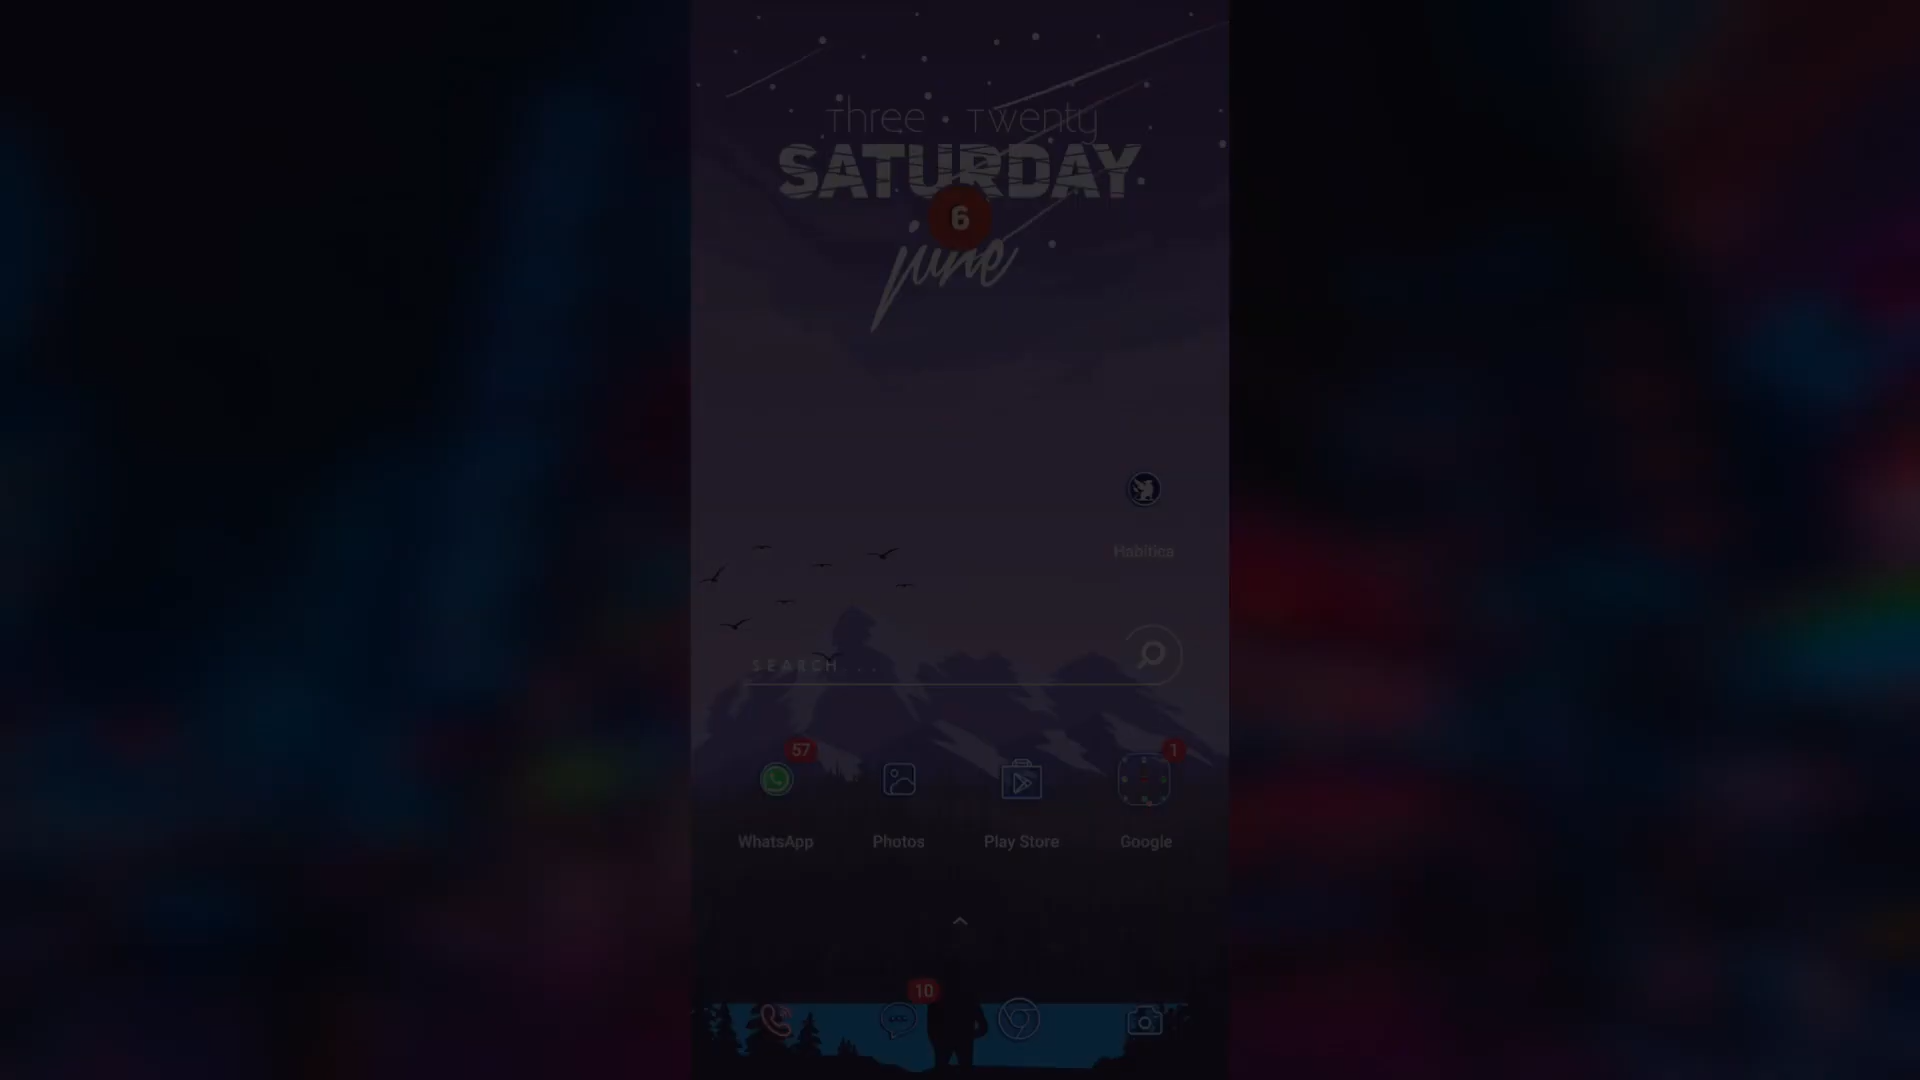 Three • Twenty
SATURDAY
6
june
Habitica
SEARCH...
57
1
WhatsApp
Photos
Play Store
Google
10